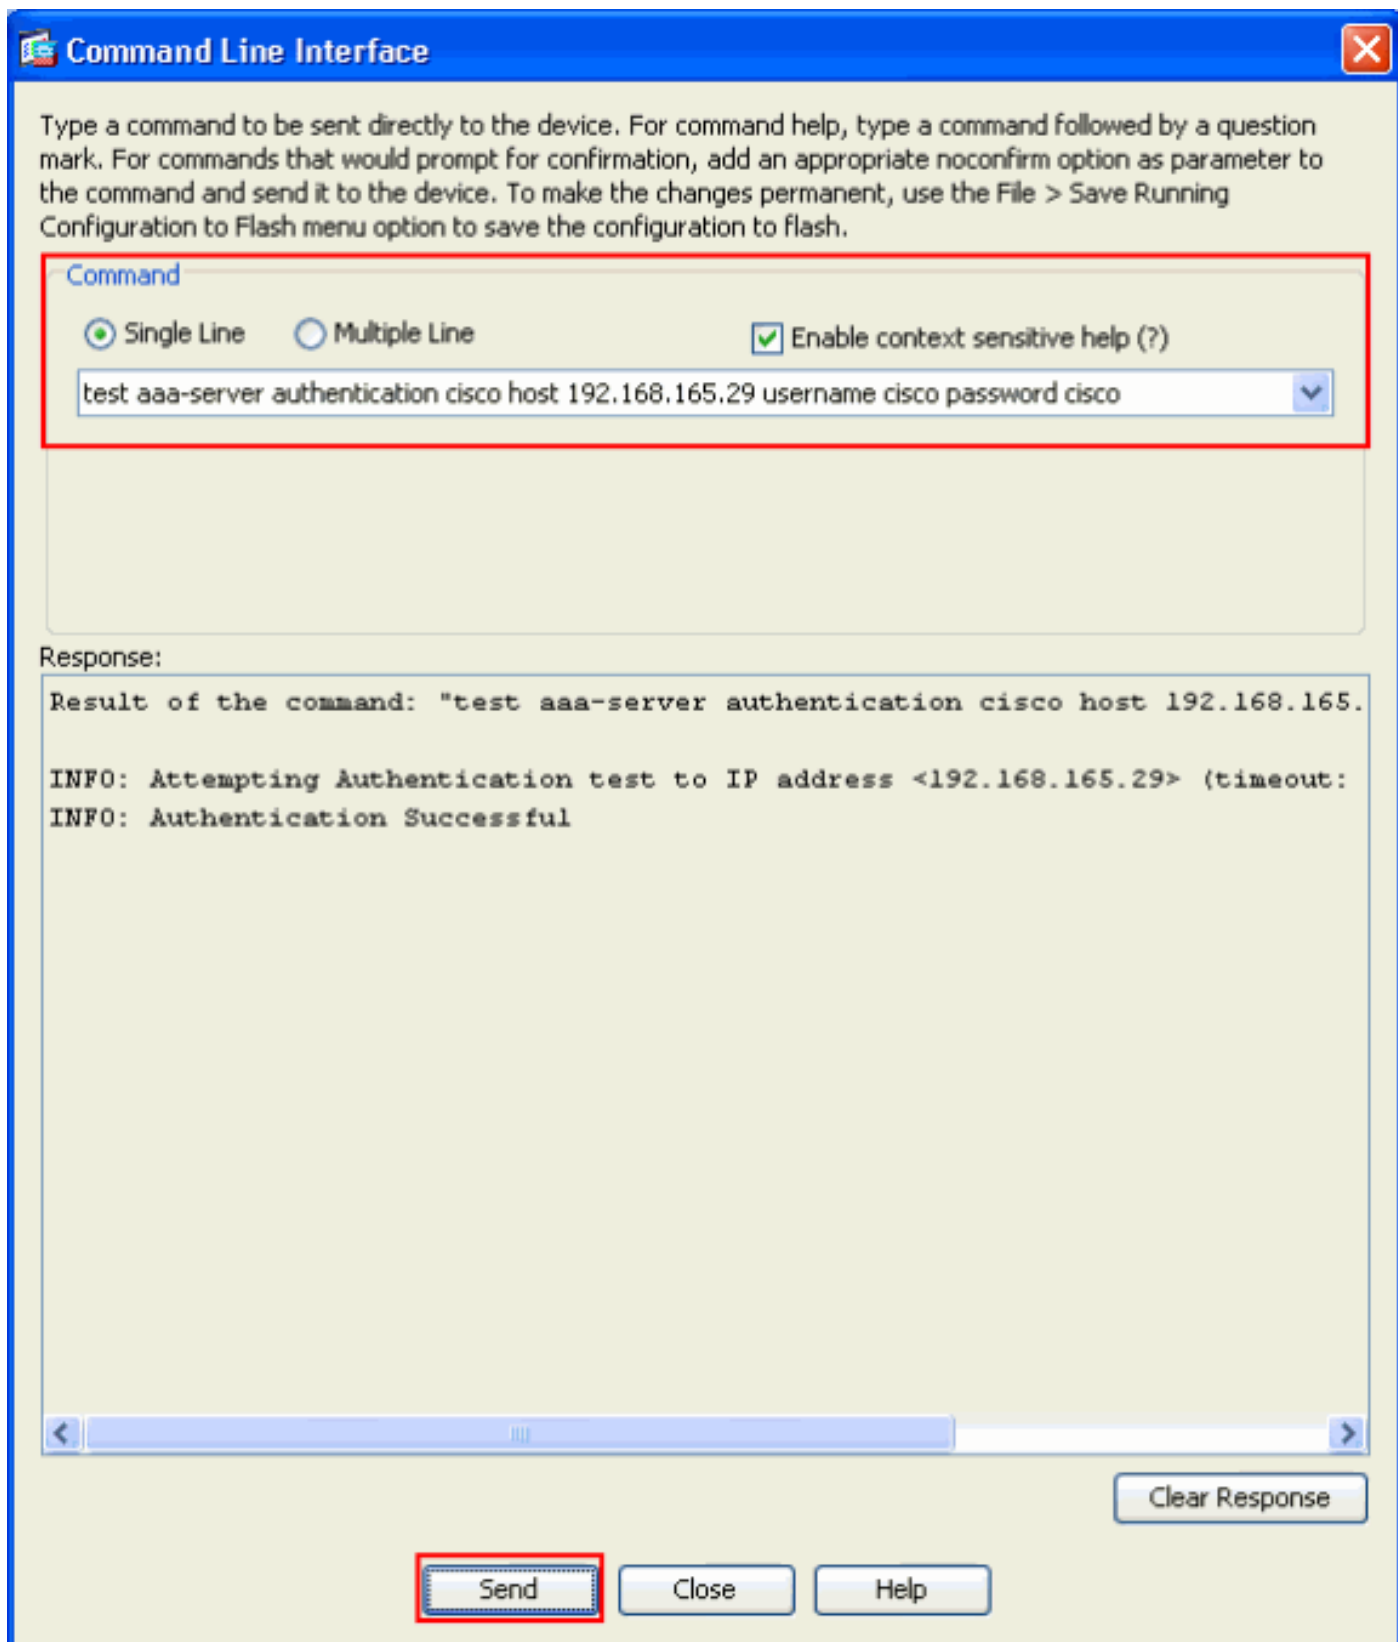 Command Line Interface
Type a command to be sent directly to the device. For command help, type a command followed by a question
mark. For commands that would prompt for confirmation, add an appropriate noconfirm option as parameter to
the command and send it to the device. To make the changes permanent, use the File > Save Running
Configuration to Flash menu option to save the configuration to flash.
Command
Single Line Multiple Line Enable context sensitive help (?)
test aaa-server authentication cisco host 192.168.165.29 username cisco password cisco
Response:
Result of the command: "test aaa-server authentication cisco host 192.168.165.
INFO: Attempting Authentication test to IP address <192.168.165.29> (timeout:
INFO: Authentication Successful
Clear Response
Send Close Help